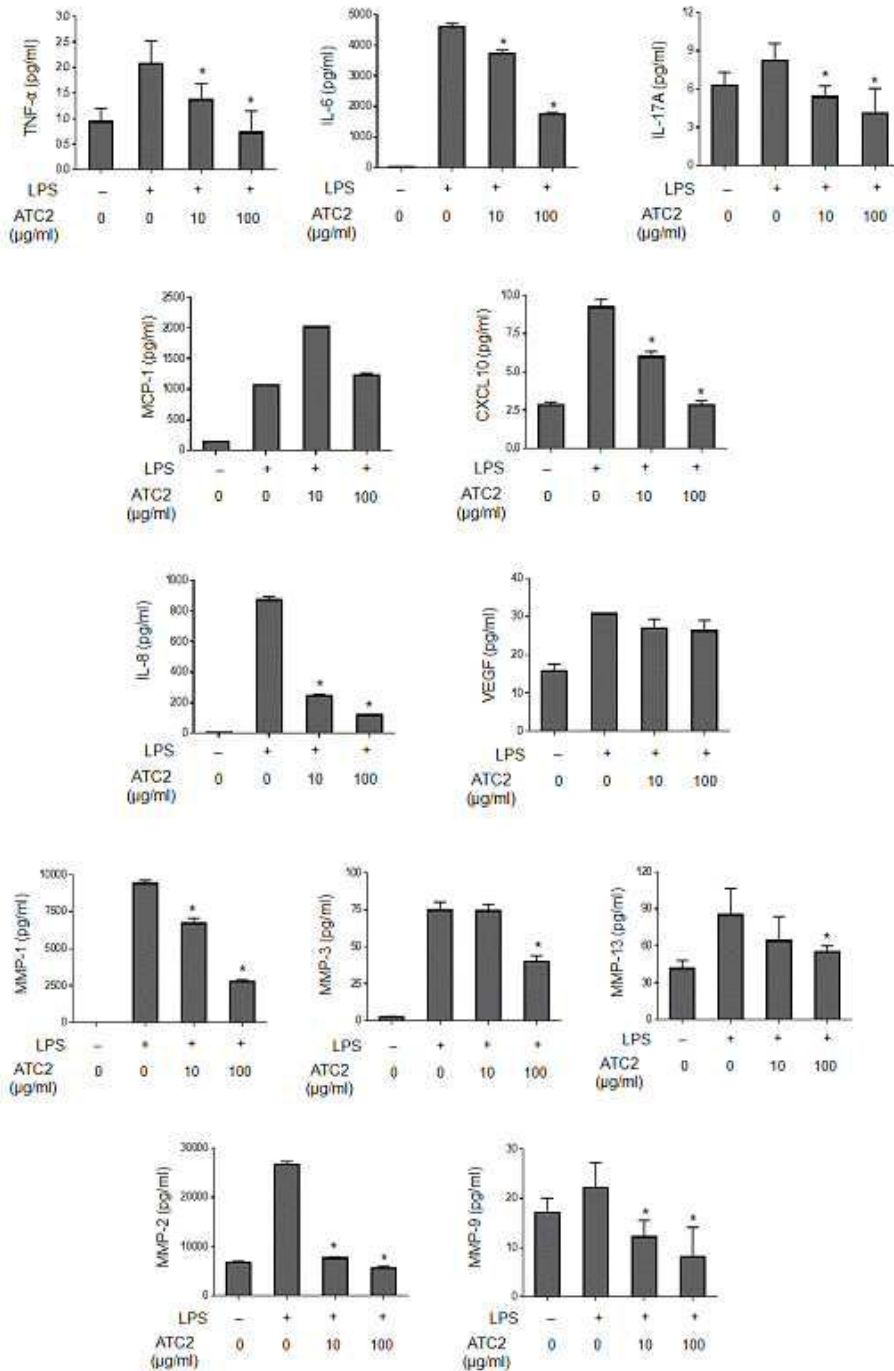 TNF-α (pg/ml)
3.0
2.5
2.0
1.5
1.0
0.5
0.0
* *
LPS – + + +
ATC2 0 0 10 100
(µg/ml)
IL-6 (pg/ml)
5000
4000
3000
2000
1000
0
* *
LPS – + + +
ATC2 0 0 10 100
(µg/ml)
IL-17A (pg/ml)
12
9
6
3
0
* *
LPS – + + +
ATC2 0 0 10 100
(µg/ml)
MCP-1 (pg/ml)
2500
2000
1500
1000
500
0
LPS – + + +
ATC2 0 0 10 100
(µg/ml)
CXCL10 (pg/ml)
10.0
7.5
5.0
2.5
0.0
* *
LPS – + + +
ATC2 0 0 10 100
(µg/ml)
IL-8 (pg/ml)
1000
800
600
400
200
0
* *
LPS – + + +
ATC2 0 0 10 100
(µg/ml)
VEGF (pg/ml)
40
30
20
10
0
LPS – + + +
ATC2 0 0 10 100
(µg/ml)
MMP-1 (pg/ml)
10000
7500
5000
2500
0
* *
LPS – + + +
ATC2 0 0 10 100
(µg/ml)
MMP-3 (pg/ml)
100
75
50
25
0
*
LPS – + + +
ATC2 0 0 10 100
(µg/ml)
MMP-13 (pg/ml)
120
90
60
30
0
*
LPS – + + +
ATC2 0 0 10 100
(µg/ml)
MMP-2 (pg/ml)
30000
20000
10000
0
* *
LPS – + + +
ATC2 0 0 10 100
(µg/ml)
MMP-9 (pg/ml)
30
20
10
0
* *
LPS – + + +
ATC2 0 0 10 100
(µg/ml)